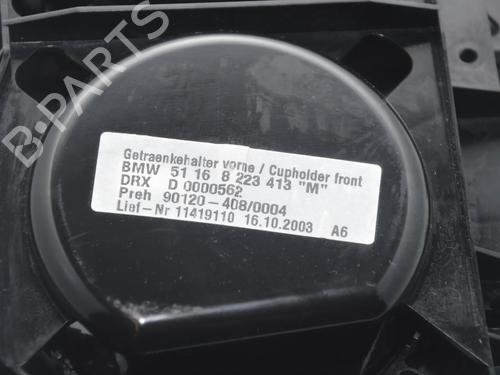 Getraenkehalter vorne / Cupholder front
BMW 51 16 8 223 413 "M"
DRX D 0000562
Preh 90120-408/0004
Lief-Nr 11419110 16.10.2003 A6
B-PARTS